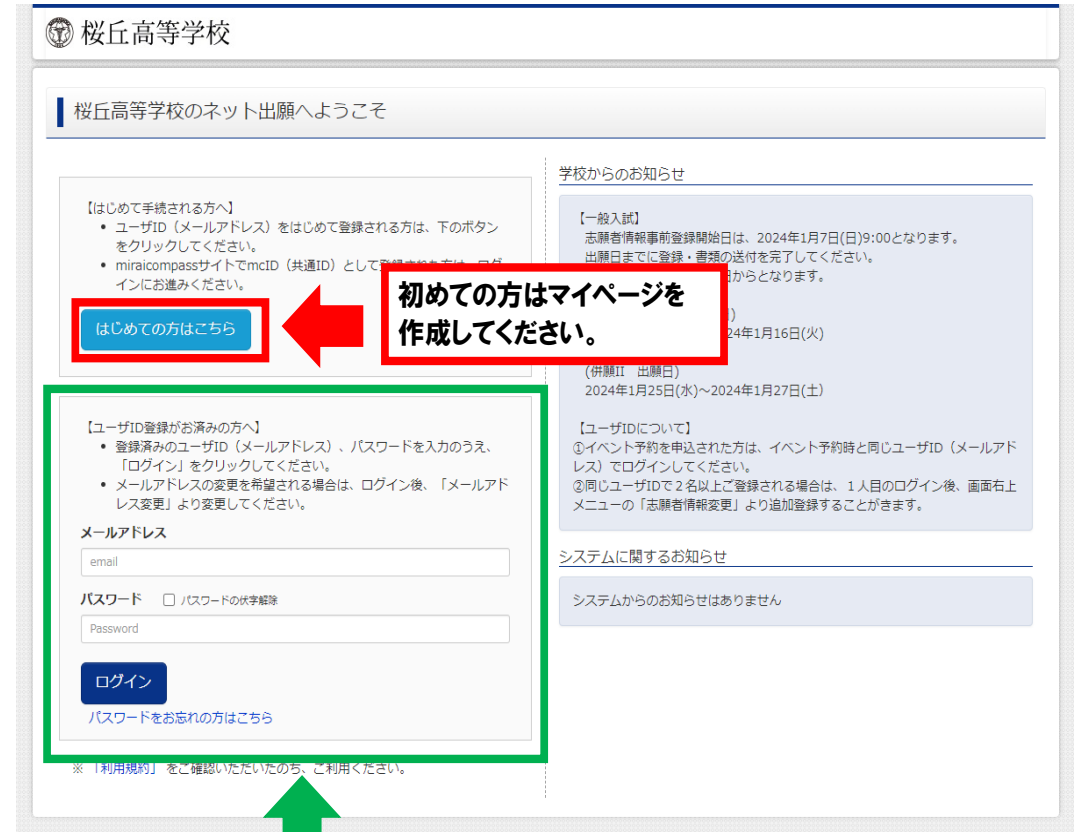 桜丘高等学校
桜丘高等学校のネット出願へようこそ
【はじめて手続される方へ】
• ユーザID（メールアドレス）をはじめて登録される方は、下のボタン
をクリックしてください。
• miraicompassサイトでmcID（共通ID）として登録された方は、ログ
インにお進みください。
はじめての方はこちら
初めての方はマイページを
作成してください。
【ユーザID登録がお済みの方へ】
• 登録済みのユーザID（メールアドレス）、パスワードを入力のうえ、
「ログイン」をクリックしてください。
• メールアドレスの変更を希望される場合は、ログイン後、「メールアド
レス変更」より変更してください。
メールアドレス
email
パスワード パスワードの伏字解除
Password
ログイン
パスワードをお忘れの方はこちら
※ 「利用規約」 をご確認いただいたのち、ご利用ください。
学校からのお知らせ
【一般入試】
志願者情報事前登録開始日は、2024年1月7日(日)9:00となります。
出願日までに登録・書類の送付を完了してください。
日からとなります。
)
24年1月16日(火)
(併願II 出願日)
2024年1月25日(水)～2024年1月27日(土)
【ユーザIDについて】
①イベント予約を申込された方は、イベント予約時と同じユーザID（メールアド
レス）でログインしてください。
②同じユーザIDで２名以上ご登録される場合は、１人目のログイン後、画面右上
メニューの「志願者情報変更」より追加登録することがきます。
システムに関するお知らせ
システムからのお知らせはありません